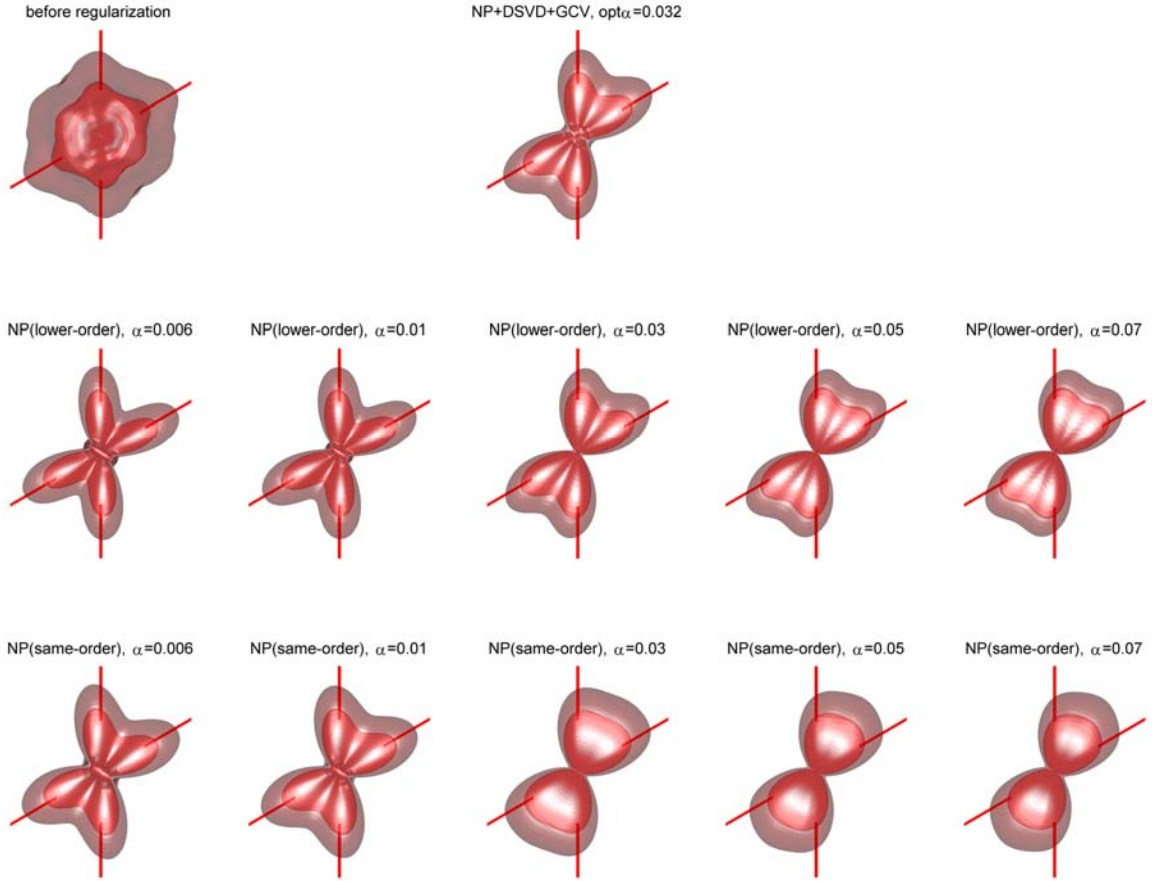 before regularization
NP+DSVD+GCV, optα=0.032
NP(lower-order), α=0.006
NP(lower-order), α=0.01
NP(lower-order), α=0.03
NP(lower-order), α=0.05
NP(lower-order), α=0.07
NP(same-order), α=0.006
NP(same-order), α=0.01
NP(same-order), α=0.03
NP(same-order), α=0.05
NP(same-order), α=0.07